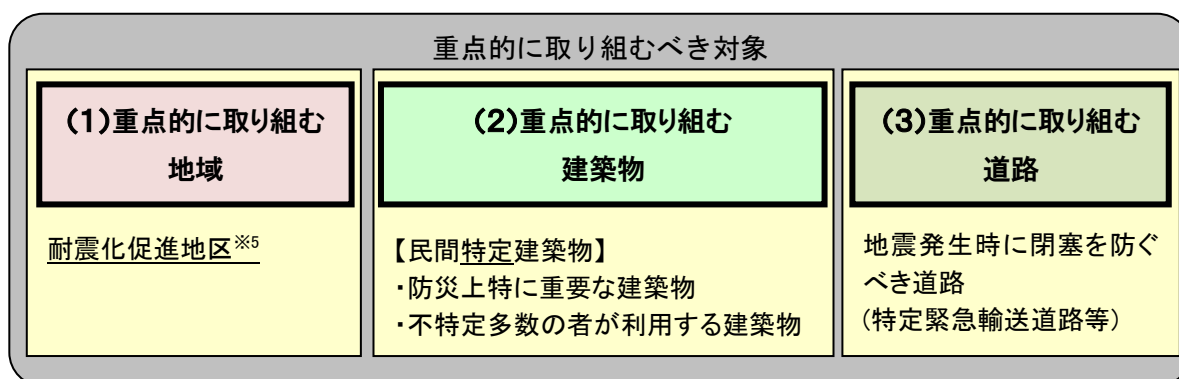 重点的に取り組むべき対象
(1)重点的に取り組む
地域
耐震化促進地区※5
(2)重点的に取り組む
建築物
【民間特定建築物】
・防災上特に重要な建築物
・不特定多数の者が利用する建築物
(3)重点的に取り組む
道路
地震発生時に閉塞を防ぐ
べき道路
(特定緊急輸送道路等)